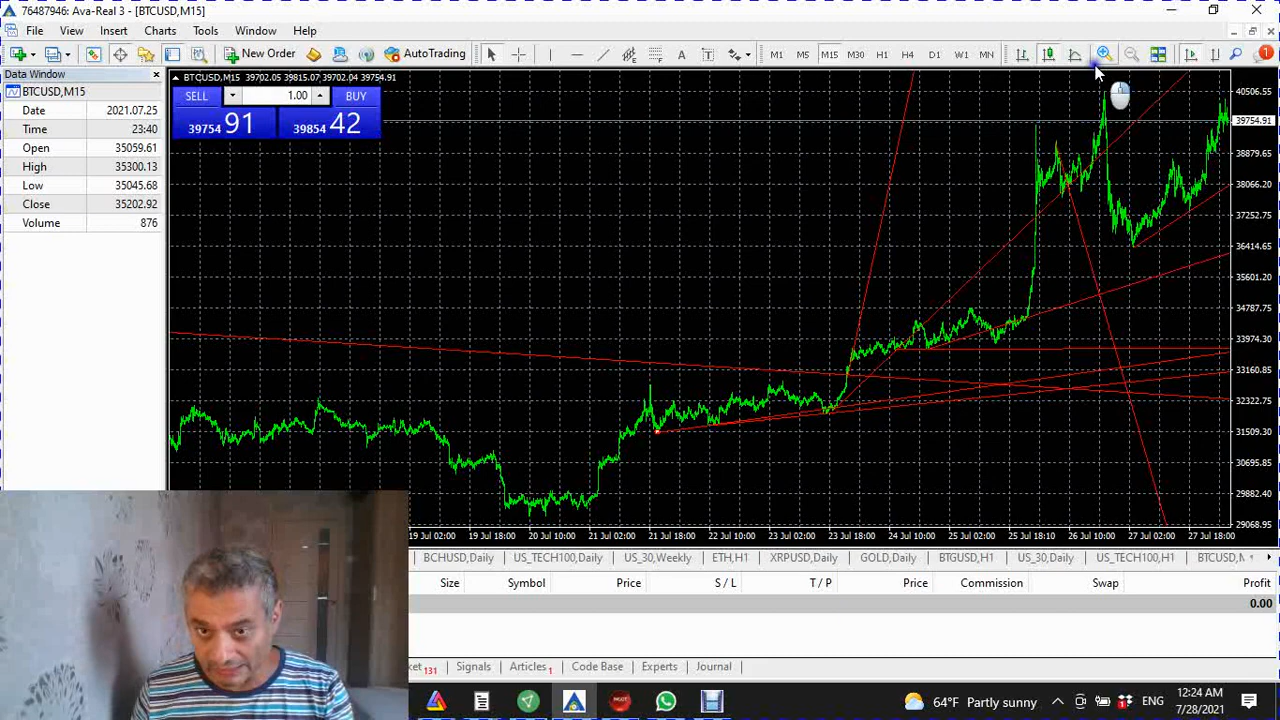 76487946: Ava-Real 3 - [BTCUSD,M15]
File View Insert Charts Tools Window Help
New Order AutoTrading A T M1 M5 M15 M30 H1 H4 D1 W1 MN 1
Data Window
BTCUSD,M15
Date 2021.07.25
Time 23:40
Open 35059.61
High 35300.13
Low 35045.68
Close 35202.92
Volume 876
BTCUSD,M15 39702.05 39815.07 39702.04 39754.91
SELL 1.00 BUY
39754 91 39854 42
40506.55
39754.91
38879.65
38066.20
37252.75
36414.65
35601.20
34787.75
33974.30
33160.85
32322.75
31509.30
30695.85
29882.40
29068.95
19 Jul 02:00 19 Jul 18:00 20 Jul 10:00 21 Jul 02:00 21 Jul 18:00 22 Jul 10:00 23 Jul 02:00 23 Jul 18:00 24 Jul 10:00 25 Jul 02:00 25 Jul 18:10 26 Jul 10:00 27 Jul 02:00 27 Jul 18:00
BCHUSD,Daily US_TECH100,Daily US_30,Weekly ETH,H1 XRPUSD,Daily GOLD,Daily BTGUSD,H1 US_30,Daily US_TECH100,H1 BTCUSD,M
Size Symbol Price S / L T / P Price Commission Swap Profit
0.00
ket 131 Signals Articles 1 Code Base Experts Journal
64°F Partly sunny ENG 12:24 AM
7/28/2021